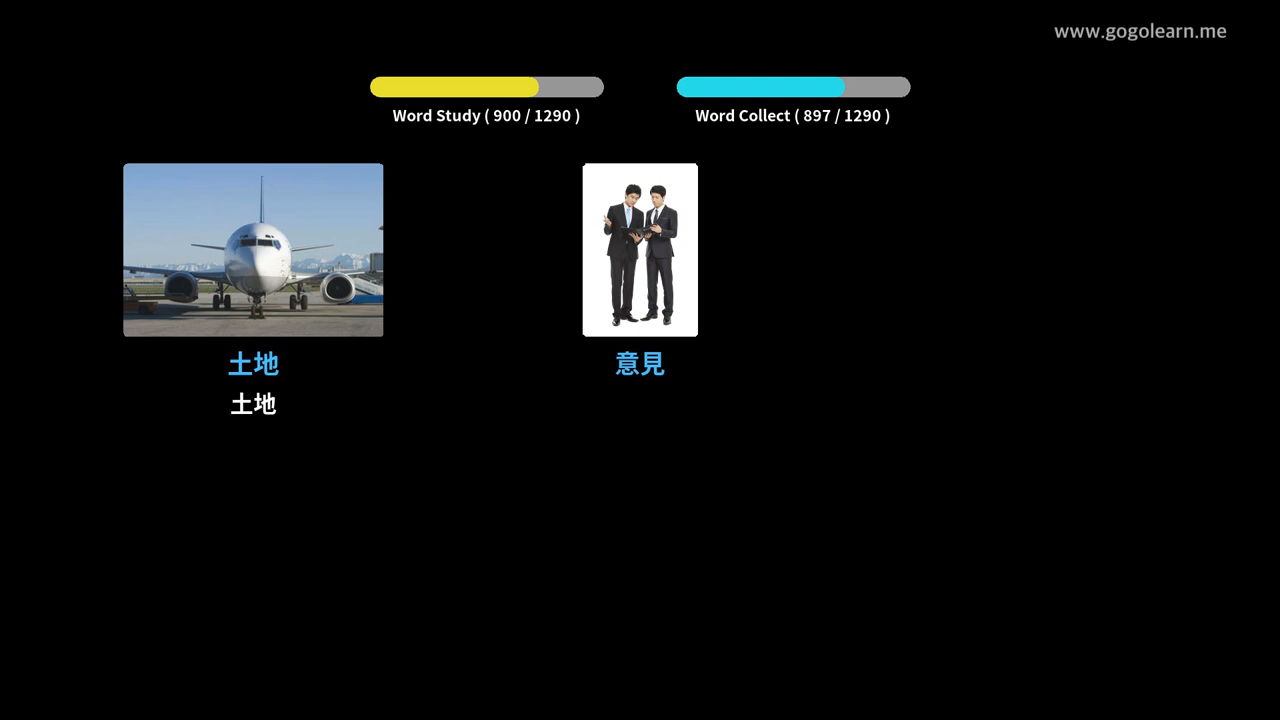 www.gogolearn.me
Word Study ( 900 / 1290 )
Word Collect ( 897 / 1290 )
土地
土地
意見